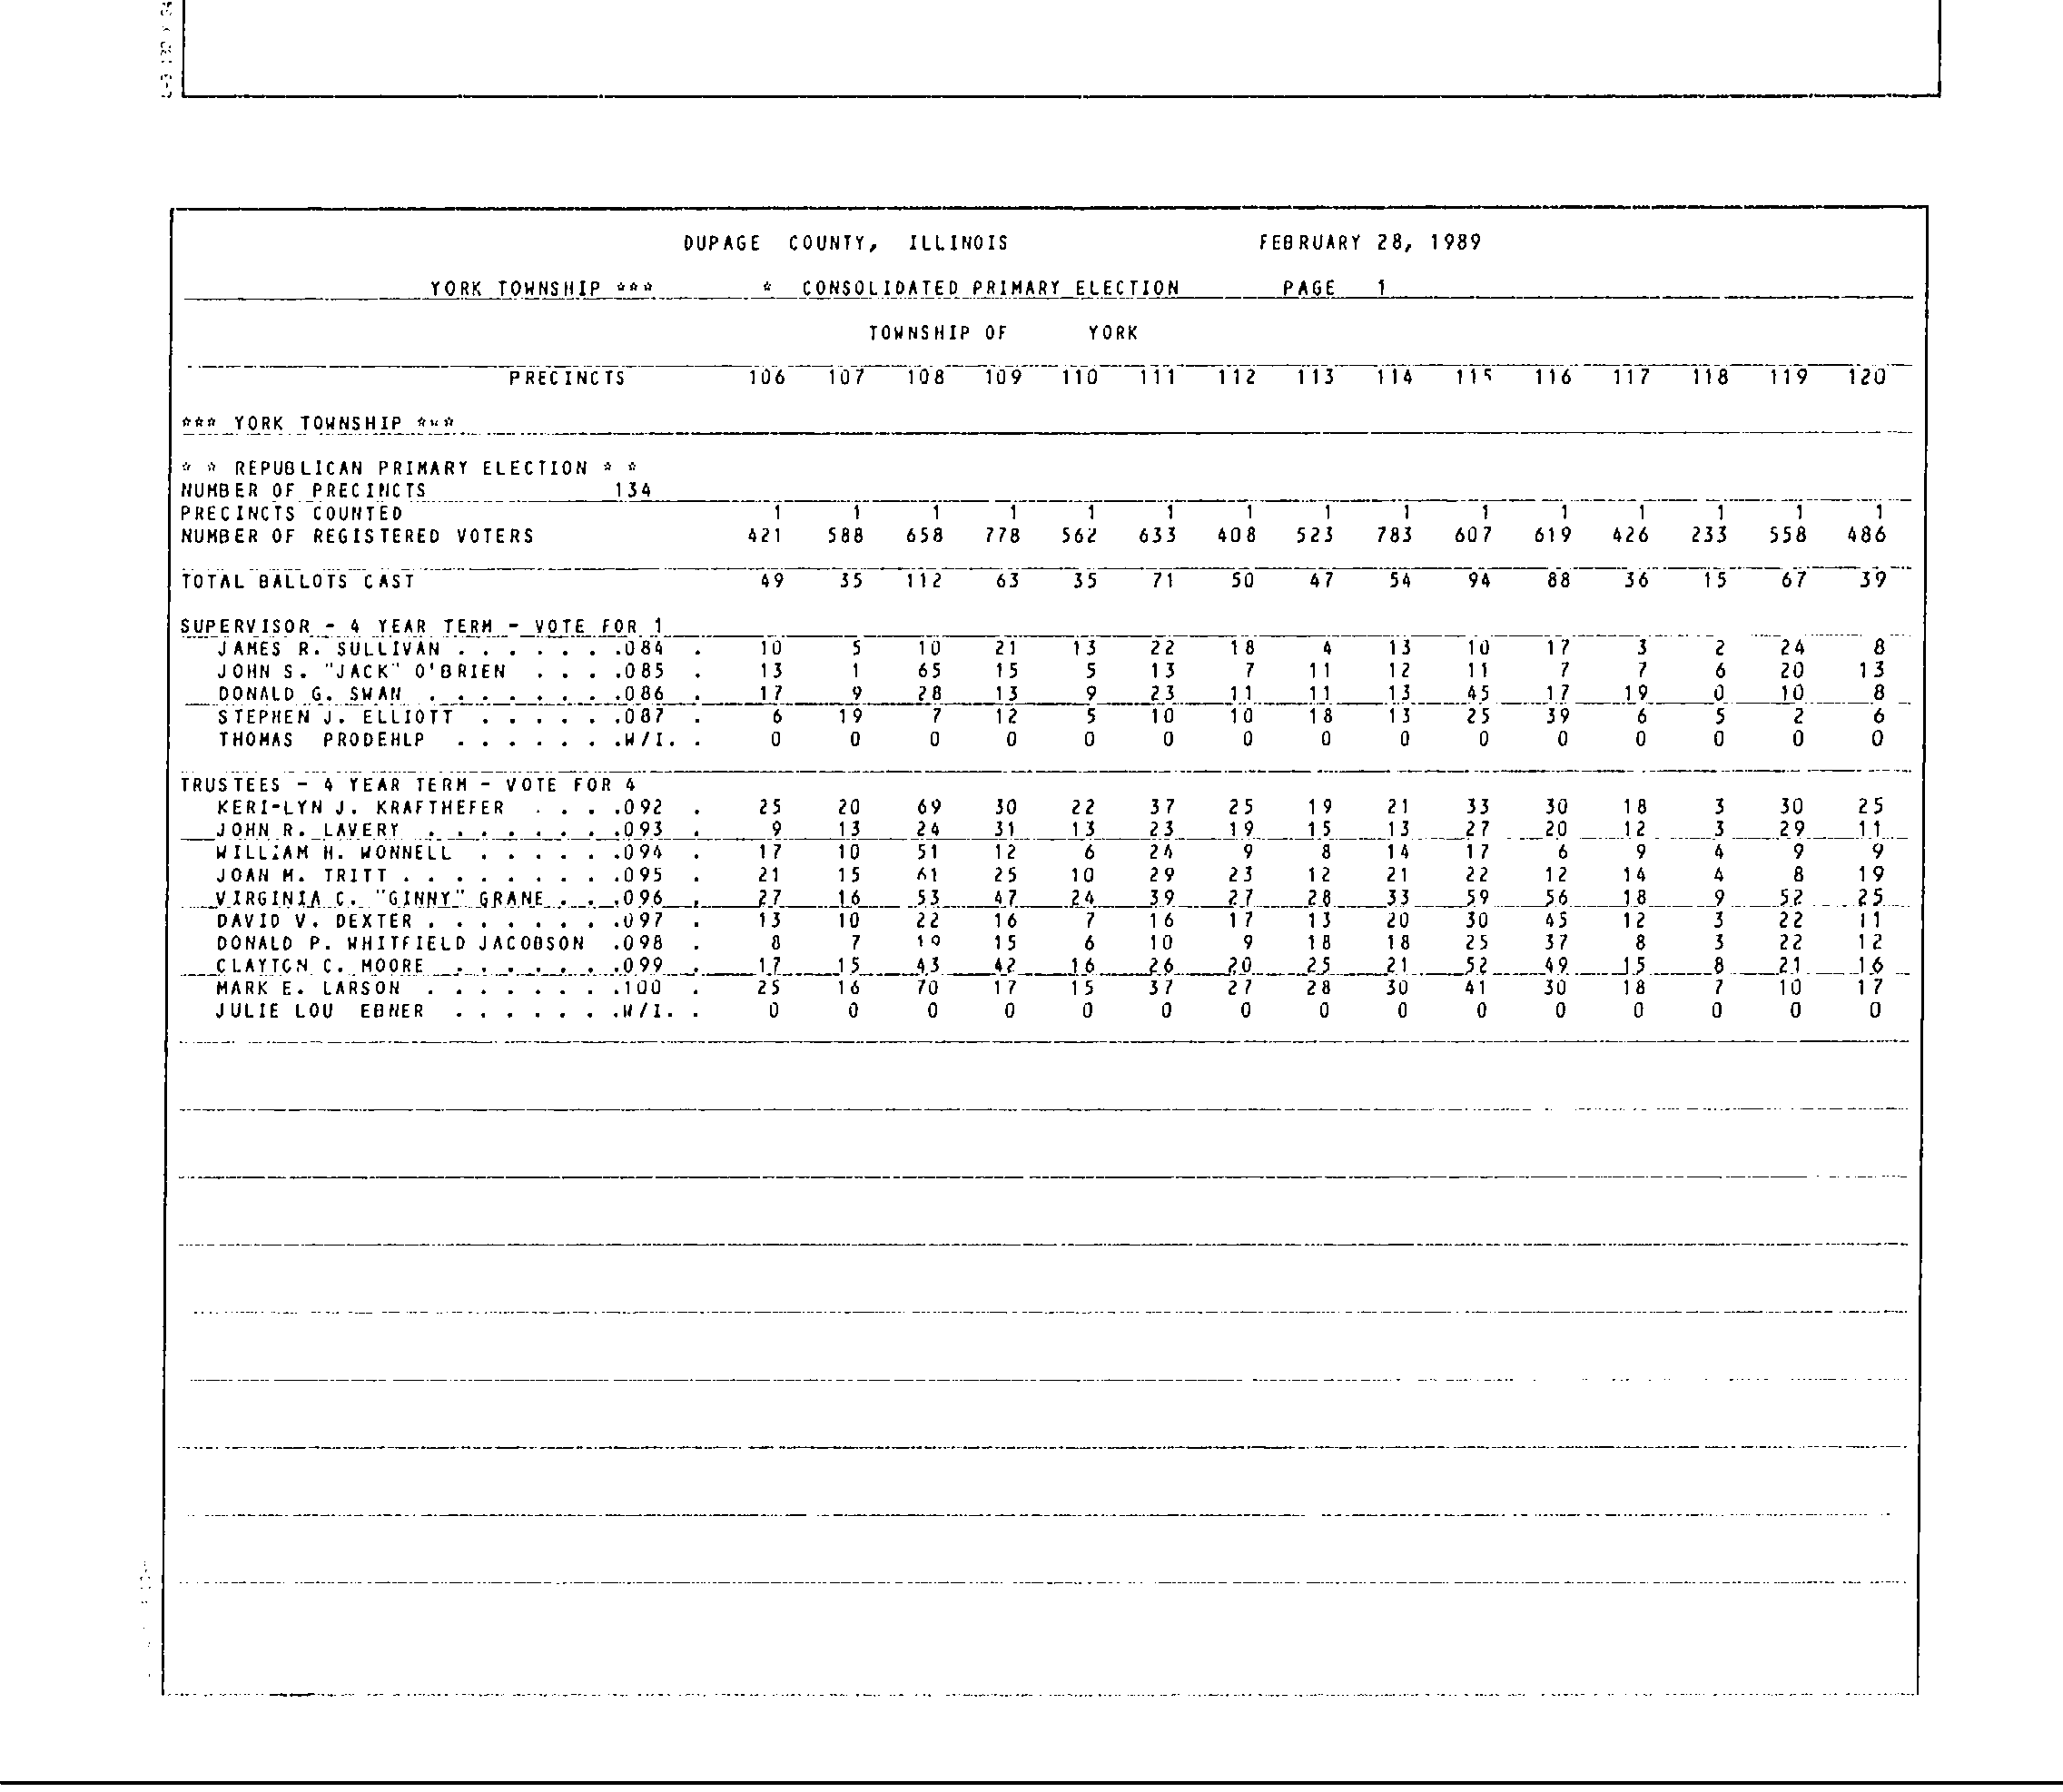 DUPAGE COUNTY, ILLINOIS FEBRUARY 28, 1989
YORK TOWNSHIP *** * CONSOLIDATED PRIMARY ELECTION PAGE 1
TOWNSHIP OF YORK
PRECINCTS 106 107 108 109 110 111 112 113 114 115 116 117 118 119 120
*** YORK TOWNSHIP ***
* * REPUBLICAN PRIMARY ELECTION * *
NUMBER OF PRECINCTS 134
PRECINCTS COUNTED 1 1 1 1 1 1 1 1 1 1 1 1 1 1 1
NUMBER OF REGISTERED VOTERS 421 588 658 778 562 633 408 523 783 607 619 426 233 558 486
TOTAL BALLOTS CAST 49 35 112 63 35 71 50 47 54 94 88 36 15 67 39
SUPERVISOR - 4 YEAR TERM - VOTE FOR 1
JAMES R. SULLIVAN . . . . . . .084 . 10 5 10 21 13 22 18 4 13 10 17 3 2 24 8
JOHN S. "JACK" O'BRIEN . . . .085 . 13 1 65 15 5 13 7 11 12 11 7 7 6 20 13
DONALD G. SWAN . . . . . . . .086 . 17 9 28 13 9 23 11 11 13 45 17 19 0 10 8
STEPHEN J. ELLIOTT . . . . . .087 . 6 19 7 12 5 10 10 18 13 25 39 6 5 2 6
THOMAS PRODEHLP . . . . . . .W/I. . 0 0 0 0 0 0 0 0 0 0 0 0 0 0 0
TRUSTEES - 4 YEAR TERM - VOTE FOR 4
KERI-LYN J. KRAFTHEFER . . . .092 . 25 20 69 30 22 37 25 19 21 33 30 18 3 30 25
JOHN R. LAVERY . . . . . . . .093 . 9 13 24 31 13 23 19 15 13 27 20 12 3 29 11
WILLIAM H. WONNELL . . . . . .094 . 17 10 51 12 6 24 9 8 14 17 6 9 4 9 9
JOAN M. TRITT . . . . . . . . .095 . 21 15 61 25 10 29 23 12 21 22 12 14 4 8 19
VIRGINIA C. "GINNY" GRANE . . .096 . 27 16 53 47 24 39 27 28 33 59 56 18 9 52 25
DAVID V. DEXTER . . . . . . . .097 . 13 10 22 16 7 16 17 13 20 30 45 12 3 22 11
DONALD P. WHITFIELD JACOBSON .098 . 8 7 19 15 6 10 9 18 18 25 37 8 3 22 12
CLAYTON C. MOORE . . . . . . .099 . 17 15 43 42 16 26 20 25 21 52 49 15 8 21 16
MARK E. LARSON . . . . . . . .100 . 25 16 70 17 15 37 27 28 30 41 30 18 7 10 17
JULIE LOU EBNER . . . . . . .W/I. . 0 0 0 0 0 0 0 0 0 0 0 0 0 0 0